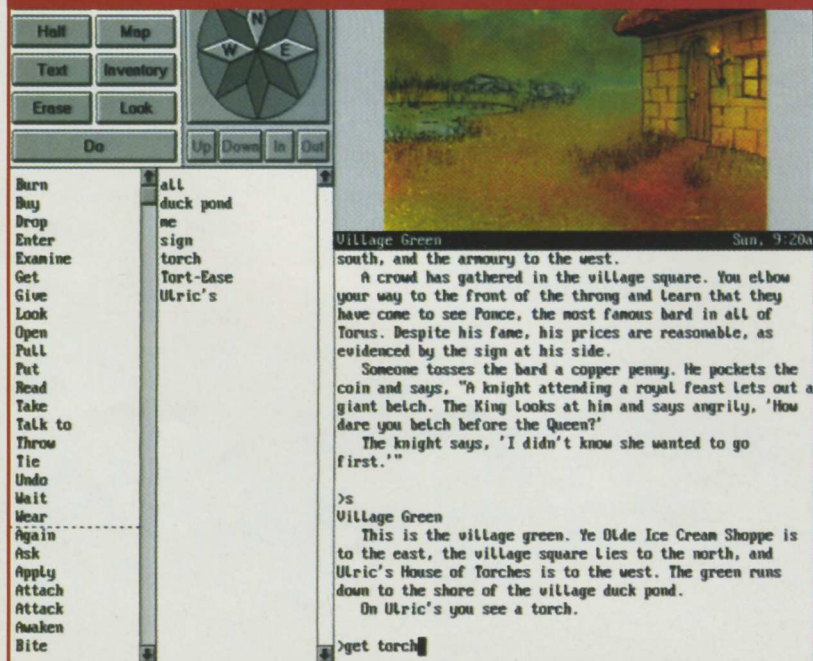 Half Map
Text Inventory
Erase Look
Do
N
W E
Up Down In Out
Burn
Buy
Drop
Enter
Examine
Get
Give
Look
Open
Pull
Put
Read
Take
Talk to
Throw
Tie
Undo
Wait
Wear
Again
Ask
Apply
Attach
Attack
Awaken
Bite
all
duck pond
me
sign
torch
Tort-Ease
Ulric's
Village Green Sun, 9:20a
south, and the armoury to the west.
A crowd has gathered in the village square. You elbow
your way to the front of the throng and learn that they
have come to see Ponce, the most famous bard in all of
Torus. Despite his fame, his prices are reasonable, as
evidenced by the sign at his side.
Someone tosses the bard a copper penny. He pockets the
coin and says, "A knight attending a royal feast lets out a
giant belch. The King looks at him and says angrily, 'How
dare you belch before the Queen?'
The knight says, 'I didn't know she wanted to go
first.'"
>s
Village Green
This is the village green. Ye Olde Ice Cream Shoppe is
to the east, the village square lies to the north, and
Ulric's House of Torches is to the west. The green runs
down to the shore of the village duck pond.
On Ulric's you see a torch.
>get torch